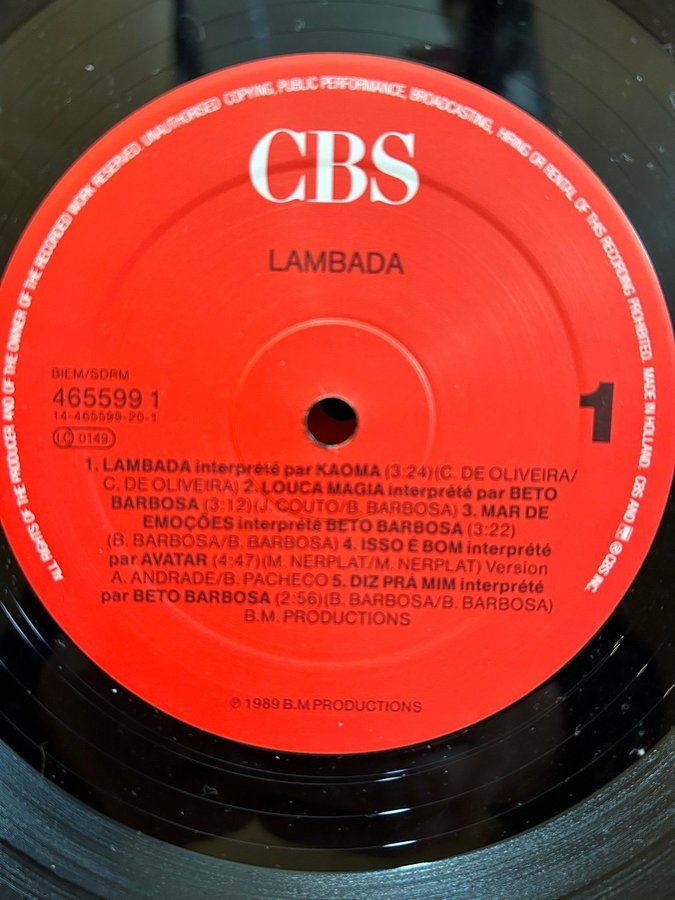 ALL RIGHTS OF THE PRODUCER AND OF THE OWNER OF THE RECORDED WORK RESERVED. UNAUTHORISED COPYING, PUBLIC PERFORMANCE, BROADCASTING, HIRING OR RENTAL OF THIS RECORDING PROHIBITED. MADE IN HOLLAND. CBS AND ® CBS INC.
CBS
LAMBADA
BIEM/SDRM
465599 1
14-465599-20-1
LC 0149
1
1. LAMBADA interprété par KAOMA (3:24)(C. DE OLIVEIRA/
C. DE OLIVEIRA) 2. LOUCA MAGIA interprété par BETO
BARBOSA (3:12)(J. COUTO/B. BARBOSA) 3. MAR DE
EMOÇÕES interprété BETO BARBOSA (3:22)
(B. BARBOSA/B. BARBOSA) 4. ISSO É BOM interprété
par AVATAR (4:47)(M. NERPLAT/M. NERPLAT) Version
A. ANDRADE/B. PACHECO 5. DIZ PRÁ MIM interprété
par BETO BARBOSA (2:56)(B. BARBOSA/B. BARBOSA)
B.M. PRODUCTIONS
℗ 1989 B.M PRODUCTIONS